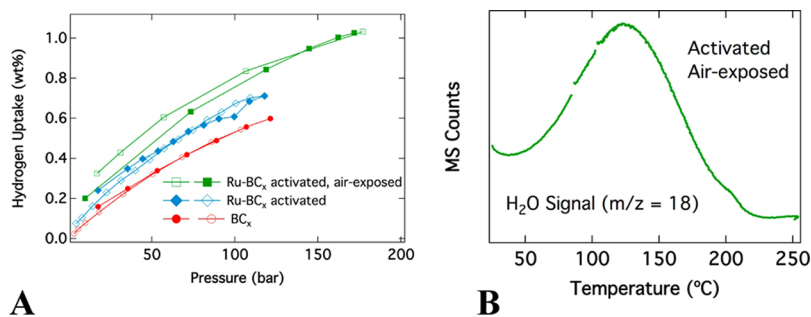 Hydrogen Uptake (wt%)
1.0
0.8
0.6
0.4
0.2
0.0
Ru-BCx activated, air-exposed
Ru-BCx activated
BCx
50
100
150
200
Pressure (bar)
A
MS Counts
Activated
Air-exposed
H2O Signal (m/z = 18)
50
100
150
200
250
Temperature (ºC)
B